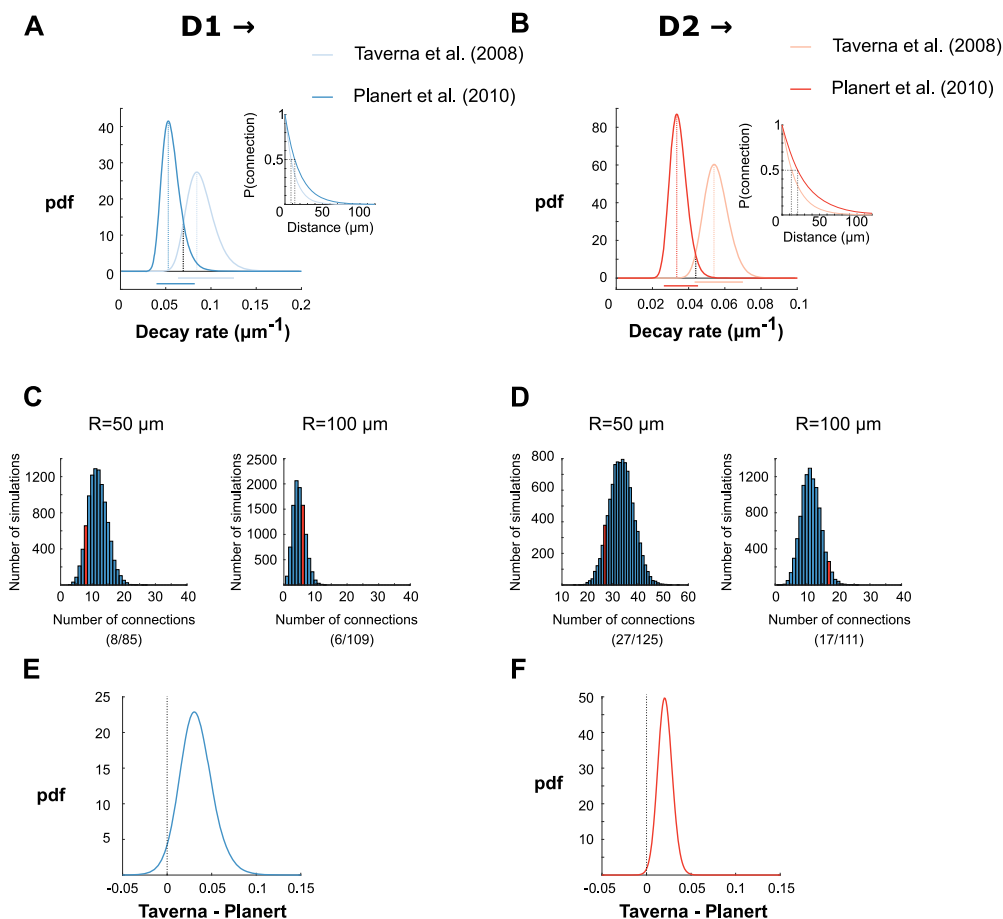 A
D1 →
Taverna et al. (2008)
Planert et al. (2010)
pdf
40
30
20
10
0
0
0.05
0.1
0.15
0.2
Decay rate (µm-1)
P(connection)
1
0.5
0
50
100
Distance (µm)
B
D2 →
Taverna et al. (2008)
Planert et al. (2010)
pdf
80
60
40
20
0
0
0.02
0.04
0.06
0.08
0.1
Decay rate (µm-1)
P(connection)
1
0.5
0
50
100
Distance (µm)
C
R=50 µm
Number of simulations
1200
800
400
0
10
20
30
40
Number of connections
(8/85)
R=100 µm
Number of simulations
2500
2000
1500
1000
500
0
10
20
30
40
Number of connections
(6/109)
D
R=50 µm
Number of simulations
800
600
400
200
0
10
20
30
40
50
60
Number of connections
(27/125)
R=100 µm
Number of simulations
1200
800
400
0
10
20
30
40
Number of connections
(17/111)
E
pdf
25
20
15
10
5
-0.05
0
0.05
0.1
0.15
Taverna - Planert
F
pdf
50
40
30
20
10
-0.05
0
0.05
0.1
0.15
Taverna - Planert